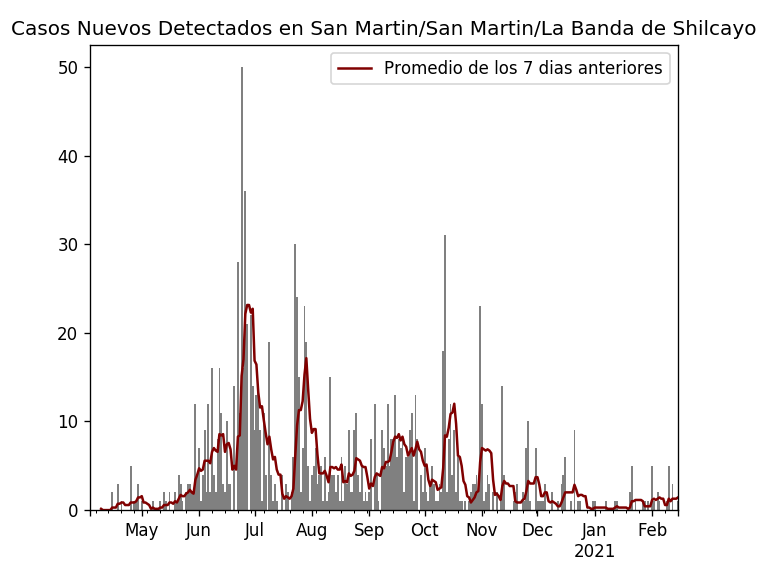 Casos Nuevos Detectados en San Martin/San Martin/La Banda de Shilcayo
Promedio de los 7 dias anteriores
50
40
30
20
10
0
May Jun Jul Aug Sep Oct Nov Dec Jan Feb
2021